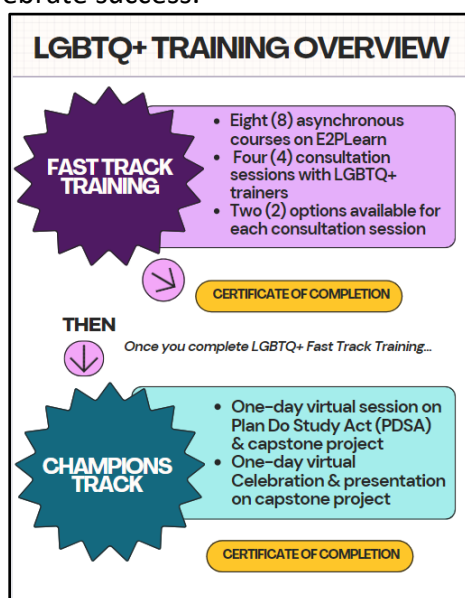 ebrate success.
LGBTQ+ TRAINING OVERVIEW
FAST TRACK
TRAINING
• Eight (8) asynchronous
courses on E2PLearn
• Four (4) consultation
sessions with LGBTQ+
trainers
• Two (2) options available for
each consultation session
CERTIFICATE OF COMPLETION
THEN
Once you complete LGBTQ+ Fast Track Training...
CHAMPIONS
TRACK
• One-day virtual session on
Plan Do Study Act (PDSA)
& capstone project
• One-day virtual
Celebration & presentation
on capstone project
CERTIFICATE OF COMPLETION